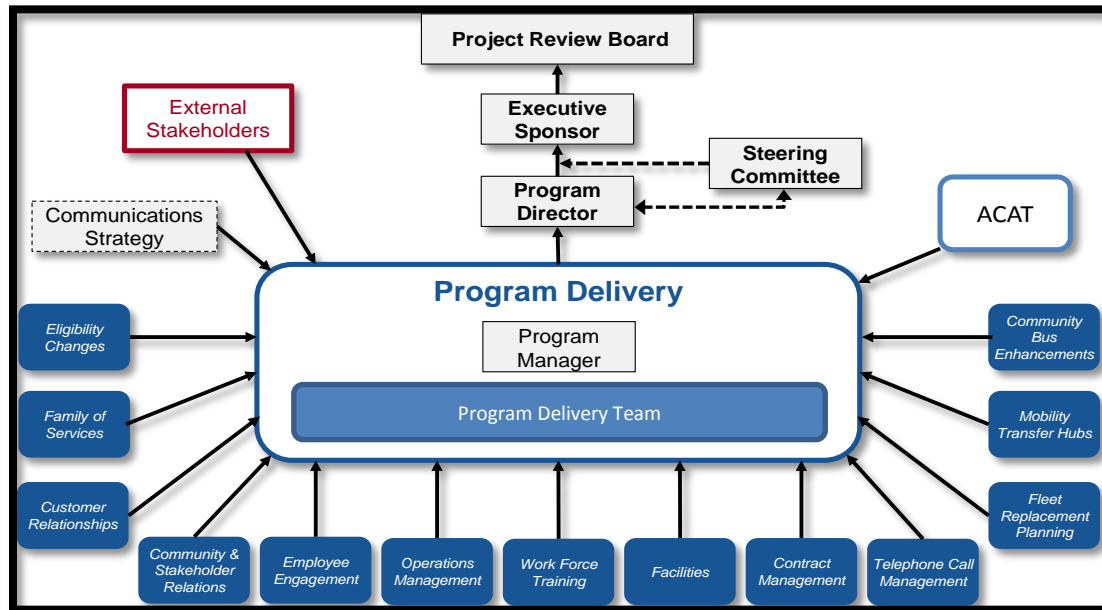 Project Review Board
External
Stakeholders
Executive
Sponsor
Steering
Committee
Program
Director
ACAT
Communications
Strategy
Program Delivery
Program
Manager
Program Delivery Team
Eligibility
Changes
Family of
Services
Customer
Relationships
Community &
Stakeholder
Relations
Employee
Engagement
Operations
Management
Work Force
Training
Facilities
Contract
Management
Telephone Call
Management
Community
Bus
Enhancements
Mobility
Transfer Hubs
Fleet
Replacement
Planning